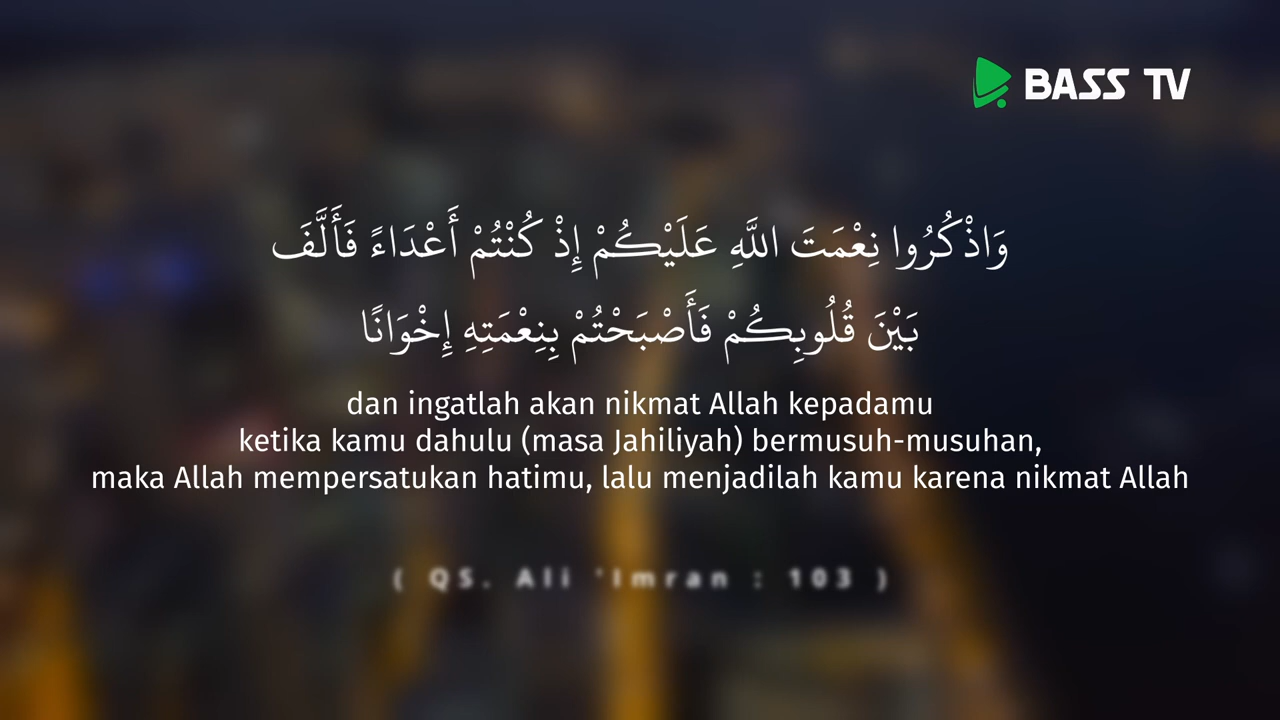 BASS TV
وَاذْكُرُوا نِعْمَتَ اللَّهِ عَلَيْكُمْ إِذْ كُنْتُمْ أَعْدَاءً فَأَلَّفَ
بَيْنَ قُلُوبِكُمْ فَأَصْبَحْتُمْ بِنِعْمَتِهِ إِخْوَانًا
dan ingatlah akan nikmat Allah kepadamu
ketika kamu dahulu (masa Jahiliyah) bermusuh-musuhan,
maka Allah mempersatukan hatimu, lalu menjadilah kamu karena nikmat Allah
( QS. Ali 'Imran : 103 )